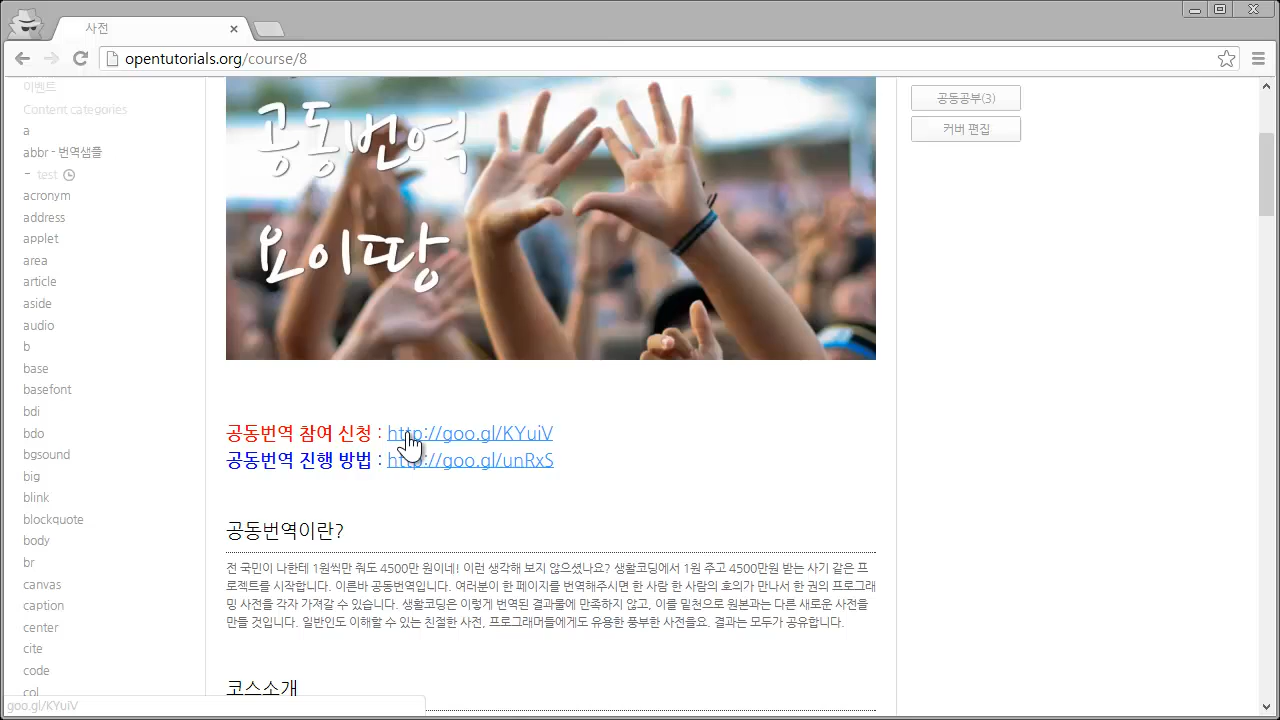 사전
opentutorials.org/course/8
이벤트
Content categories
a
abbr - 번역샘플
- test
acronym
address
applet
area
article
aside
audio
b
base
basefont
bdi
bdo
bgsound
big
blink
blockquote
body
br
canvas
caption
center
cite
code
col
공동번역
요이땅
공동번역 참여 신청 : http://goo.gl/KYuiV
공동번역 진행 방법 : http://goo.gl/unRxS
공동번역이란?
전 국민이 나한테 1원씩만 줘도 4500만 원이네! 이런 생각해 보지 않으셨나요? 생활코딩에서 1원 주고 4500만원 받는 사기 같은 프
로젝트를 시작합니다. 이른바 공동번역입니다. 여러분이 한 페이지를 번역해주시면 한 사람 한 사람의 호의가 만나서 한 권의 프로그래
밍 사전을 각자 가져갈 수 있습니다. 생활코딩은 이렇게 번역된 결과물에 만족하지 않고, 이를 밑천으로 원본과는 다른 새로운 사전을
만들 것입니다. 일반인도 이해할 수 있는 친절한 사전, 프로그래머들에게도 유용한 풍부한 사전을요. 결과는 모두가 공유합니다.
코스소개
공동공부(3)
커버 편집
goo.gl/KYuiV